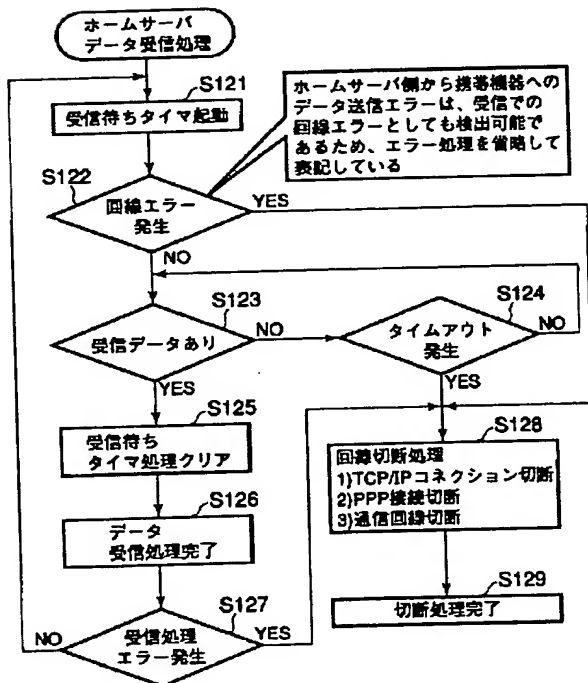 ホームサーバ
データ受信処理
S121
受信待ちタイマ起動
ホームサーバ側から携帯機器への
データ送信エラーは、受信での
回線エラーとしても検出可能で
あるため、エラー処理を省略して
表記している
S122
回線エラー
発生
YES
NO
S123
受信データあり
NO
YES
S124
タイムアウト
発生
NO
YES
S125
受信待ち
タイマ処理クリア
S126
データ
受信処理完了
S127
受信処理
エラー発生
NO
YES
S128
回線切断処理
1)TCP/IPコネクション切断
2)PPP接続切断
3)通信回線切断
S129
切断処理完了